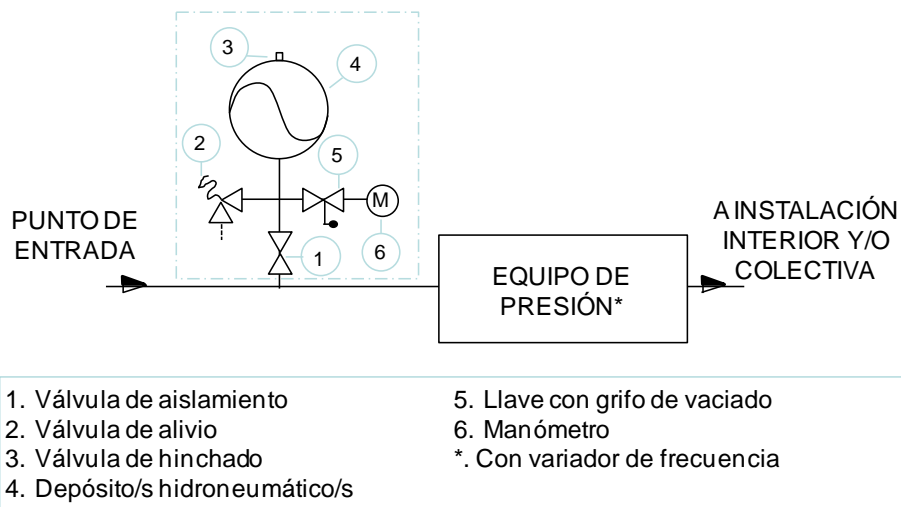 3
4
2
5
M
6
1
PUNTO DE
ENTRADA
EQUIPO DE
PRESIÓN*
A INSTALACIÓN
INTERIOR Y/O
COLECTIVA
1. Válvula de aislamiento
2. Válvula de alivio
3. Válvula de hinchado
4. Depósito/s hidroneumático/s
5. Llave con grifo de vaciado
6. Manómetro
*. Con variador de frecuencia